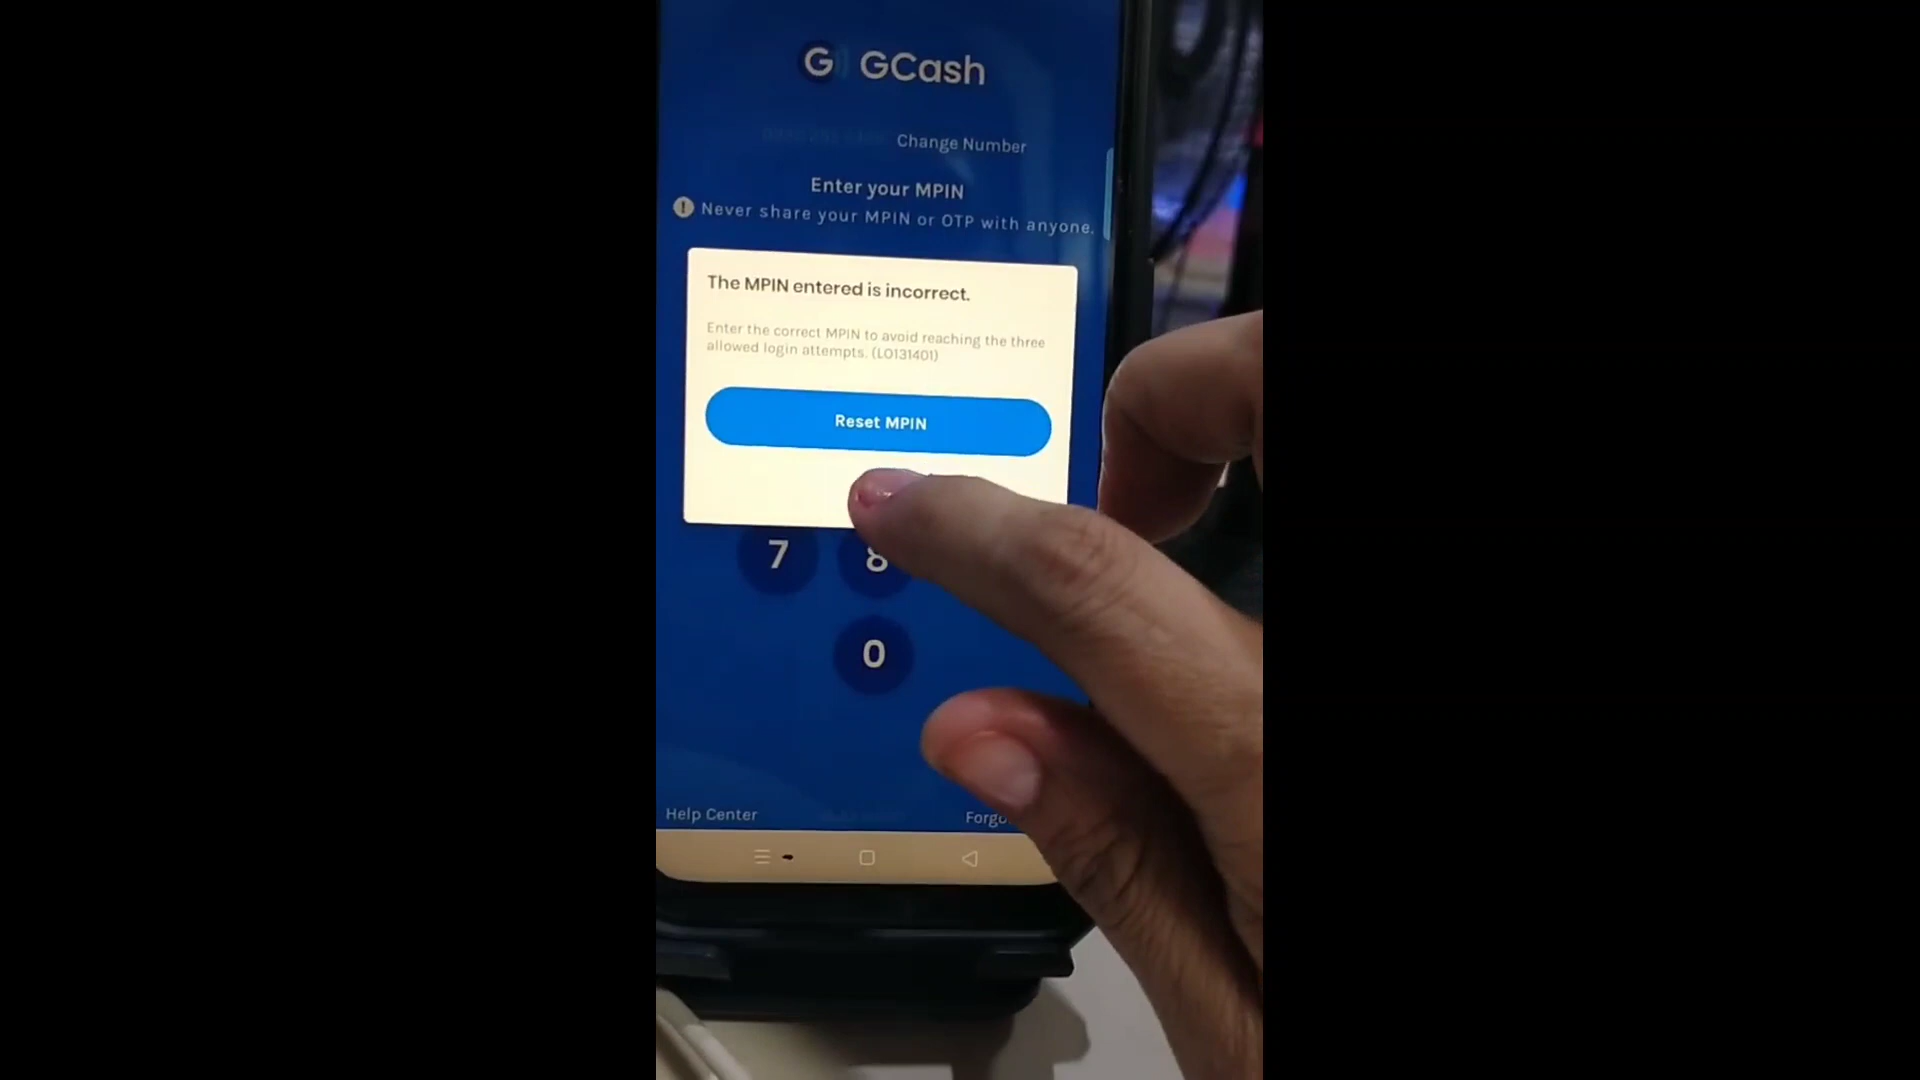 G GCash
Change Number
Enter your MPIN
! Never share your MPIN or OTP with anyone.
The MPIN entered is incorrect.
Enter the correct MPIN to avoid reaching the three
allowed login attempts. (LO131401)
Reset MPIN
7 8
0
Help Center